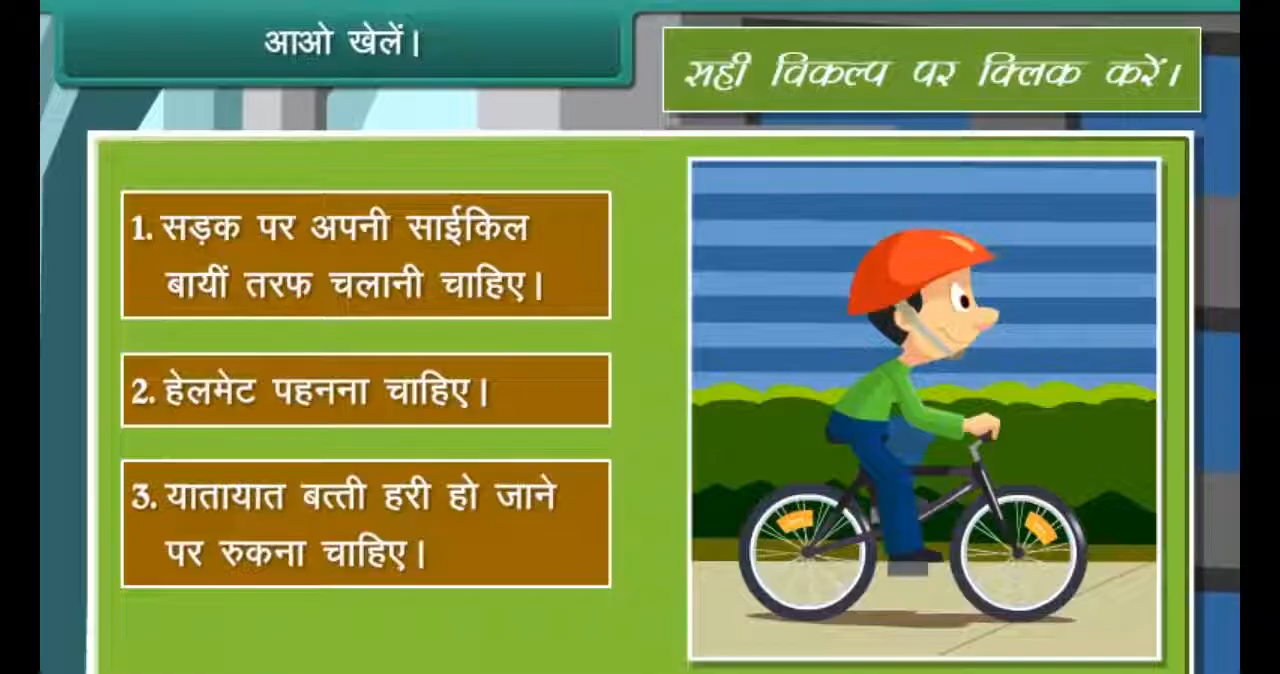 आओ खेलें।
सही विकल्प पर क्लिक करें।
1. सड़क पर अपनी साईकिल
बायीं तरफ चलानी चाहिए।
2. हेलमेट पहनना चाहिए।
3. यातायात बत्ती हरी हो जाने
पर रुकना चाहिए।